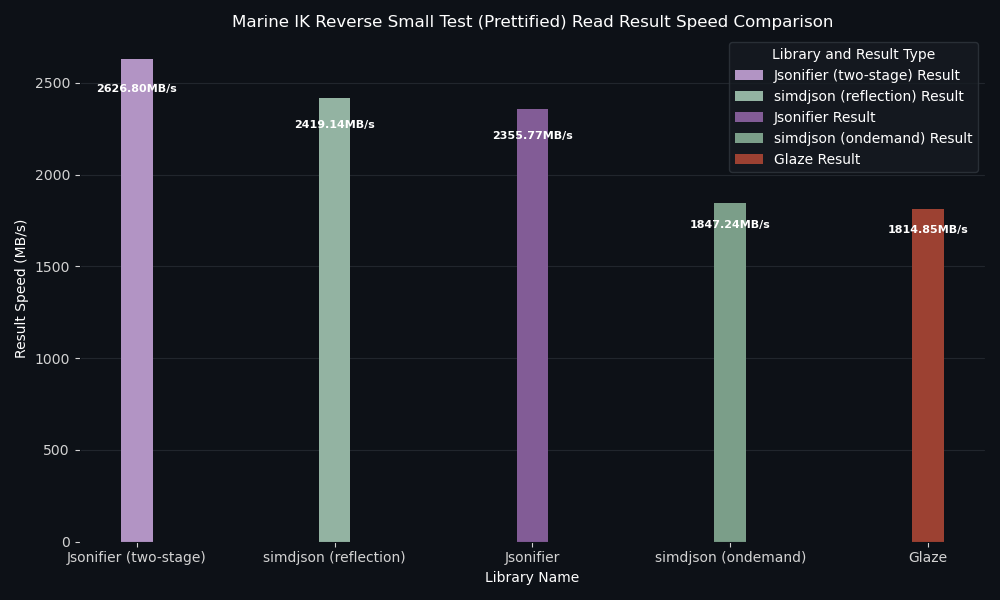 Marine IK Reverse Small Test (Prettified) Read Result Speed Comparison
Library and Result Type
Jsonifier (two-stage) Result
simdjson (reflection) Result
Jsonifier Result
simdjson (ondemand) Result
Glaze Result
Result Speed (MB/s)
2500
2000
1500
1000
500
0
2626.80MB/s
2419.14MB/s
2355.77MB/s
1847.24MB/s
1814.85MB/s
Jsonifier (two-stage)
simdjson (reflection)
Jsonifier
simdjson (ondemand)
Glaze
Library Name